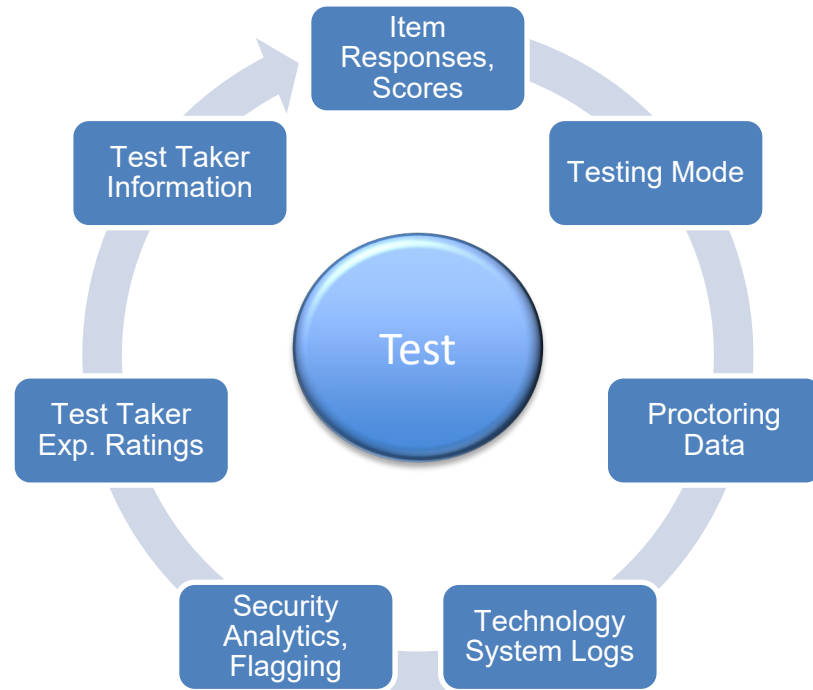 Item
Responses,
Scores
Testing Mode
Proctoring
Data
Technology
System Logs
Security
Analytics,
Flagging
Test Taker
Exp. Ratings
Test Taker
Information
Test